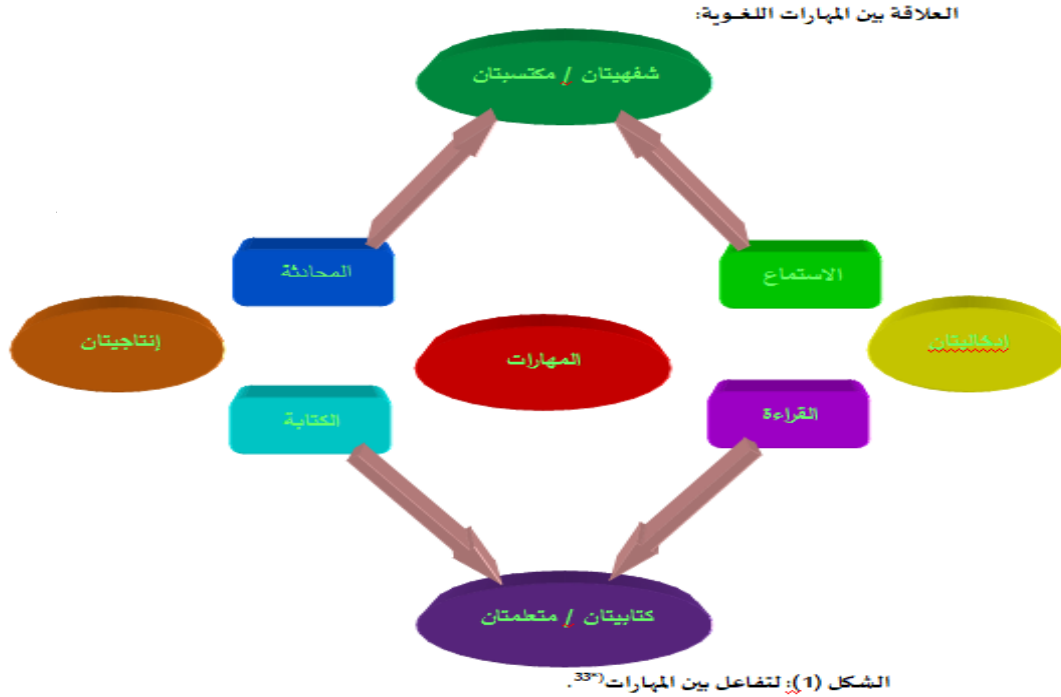 العلاقة بين المهارات اللغوية:
شفهيتان / مكتسبتان
الاستماع
المحادثة
إدخاليتان
المهارات
إنتاجيتان
القراءة
الكتابة
كتابيتان / متعلمتان
الشكل (1): لتفاعل بين المهارات(*33.